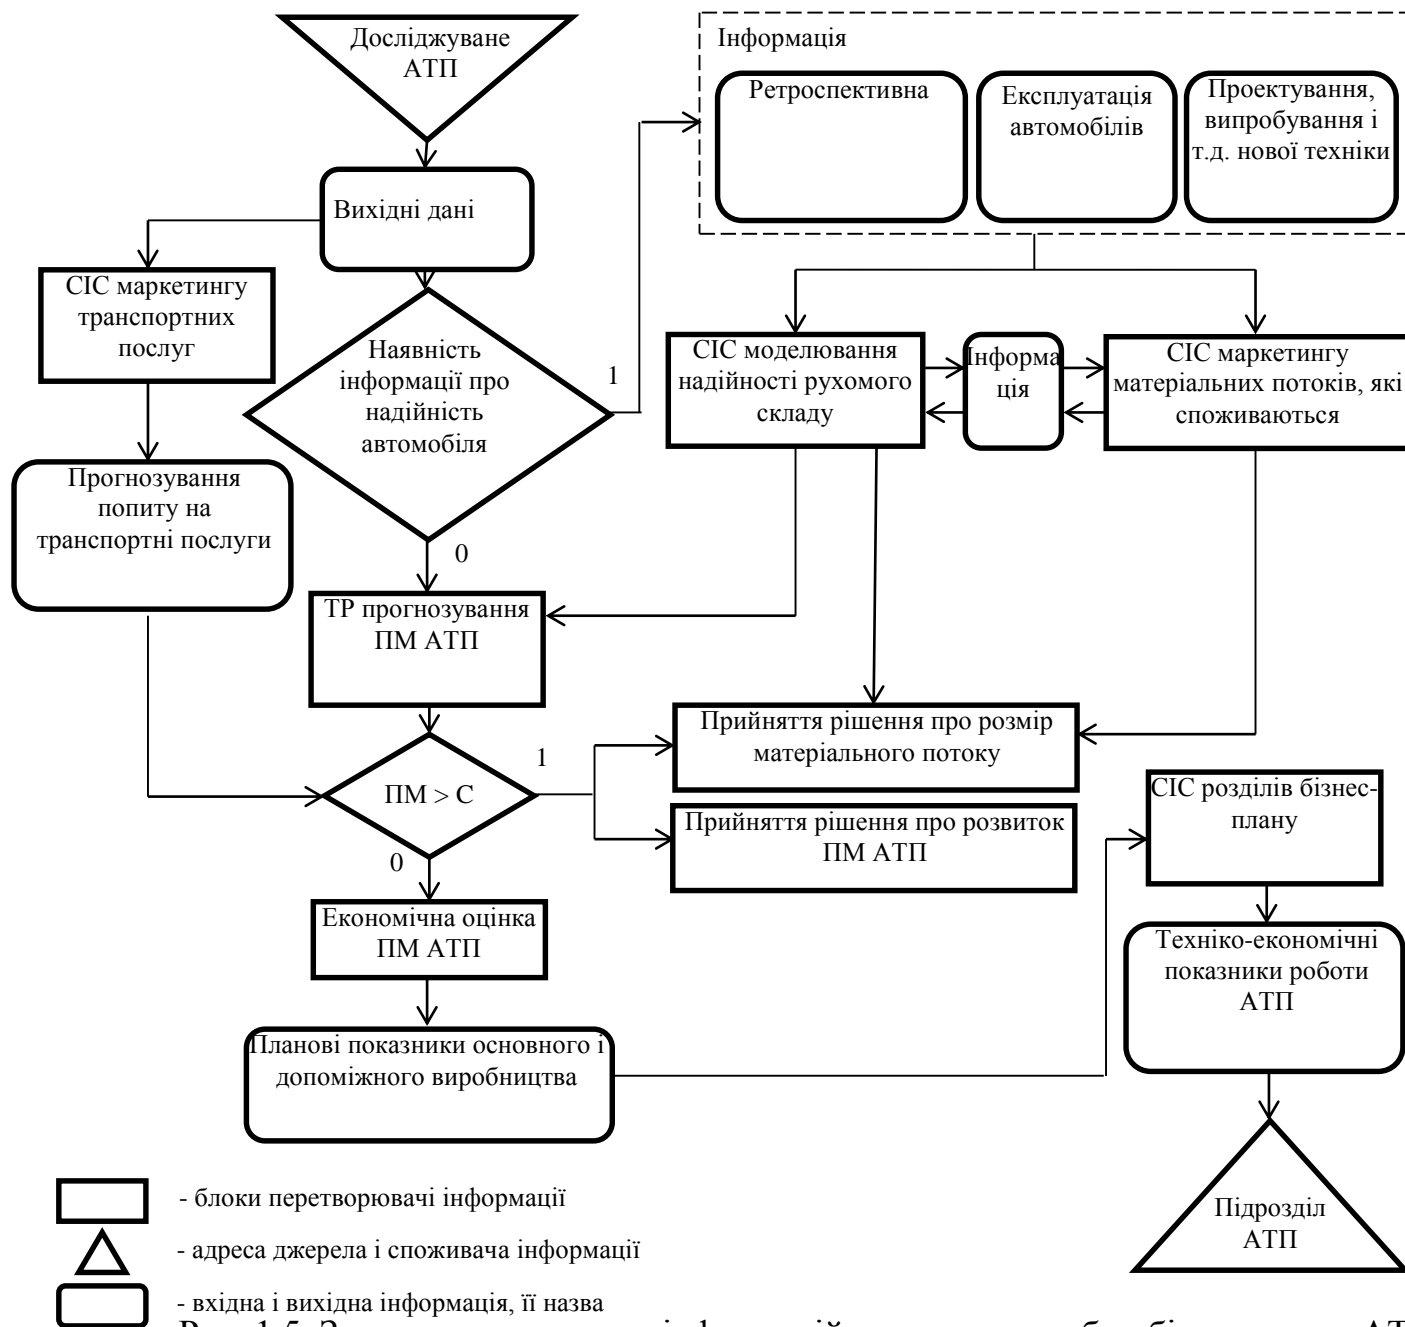 Досліджуване
АТП
Інформація
Ретроспективна
Експлуатація
автомобілів
Проектування,
випробування і
т.д. нової техніки
Вихідні дані
СІС маркетингу
транспортних
послуг
Наявність
інформації про
надійність
автомобіля
1
СІС моделювання
надійності рухомого
складу
Інформа
ція
СІС маркетингу
матеріальних потоків, які
споживаються
Прогнозування
попиту на
транспортні послуги
0
ТР прогнозування
ПМ АТП
Прийняття рішення про розмір
матеріального потоку
1
ПМ > С
СІС розділів бізнес-
плану
Прийняття рішення про розвиток
ПМ АТП
0
Економічна оцінка
ПМ АТП
Техніко-економічні
показники роботи
АТП
Планові показники основного і
допоміжного виробництва
Підрозділ
АТП
- блоки перетворювачі інформації
- адреса джерела і споживача інформації
- вхідна і вихідна інформація, її назва